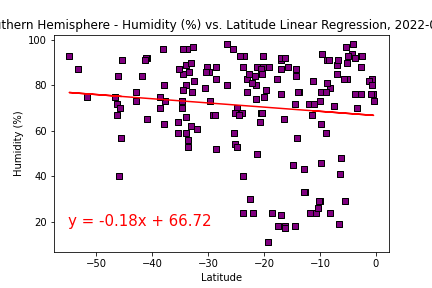 thern Hemisphere - Humidity (%) vs. Latitude Linear Regression, 2022-0
100
80
60
40
20
Humidity (%)
y = -0.18x + 66.72
−50 −40 −30 −20 −10 0
Latitude